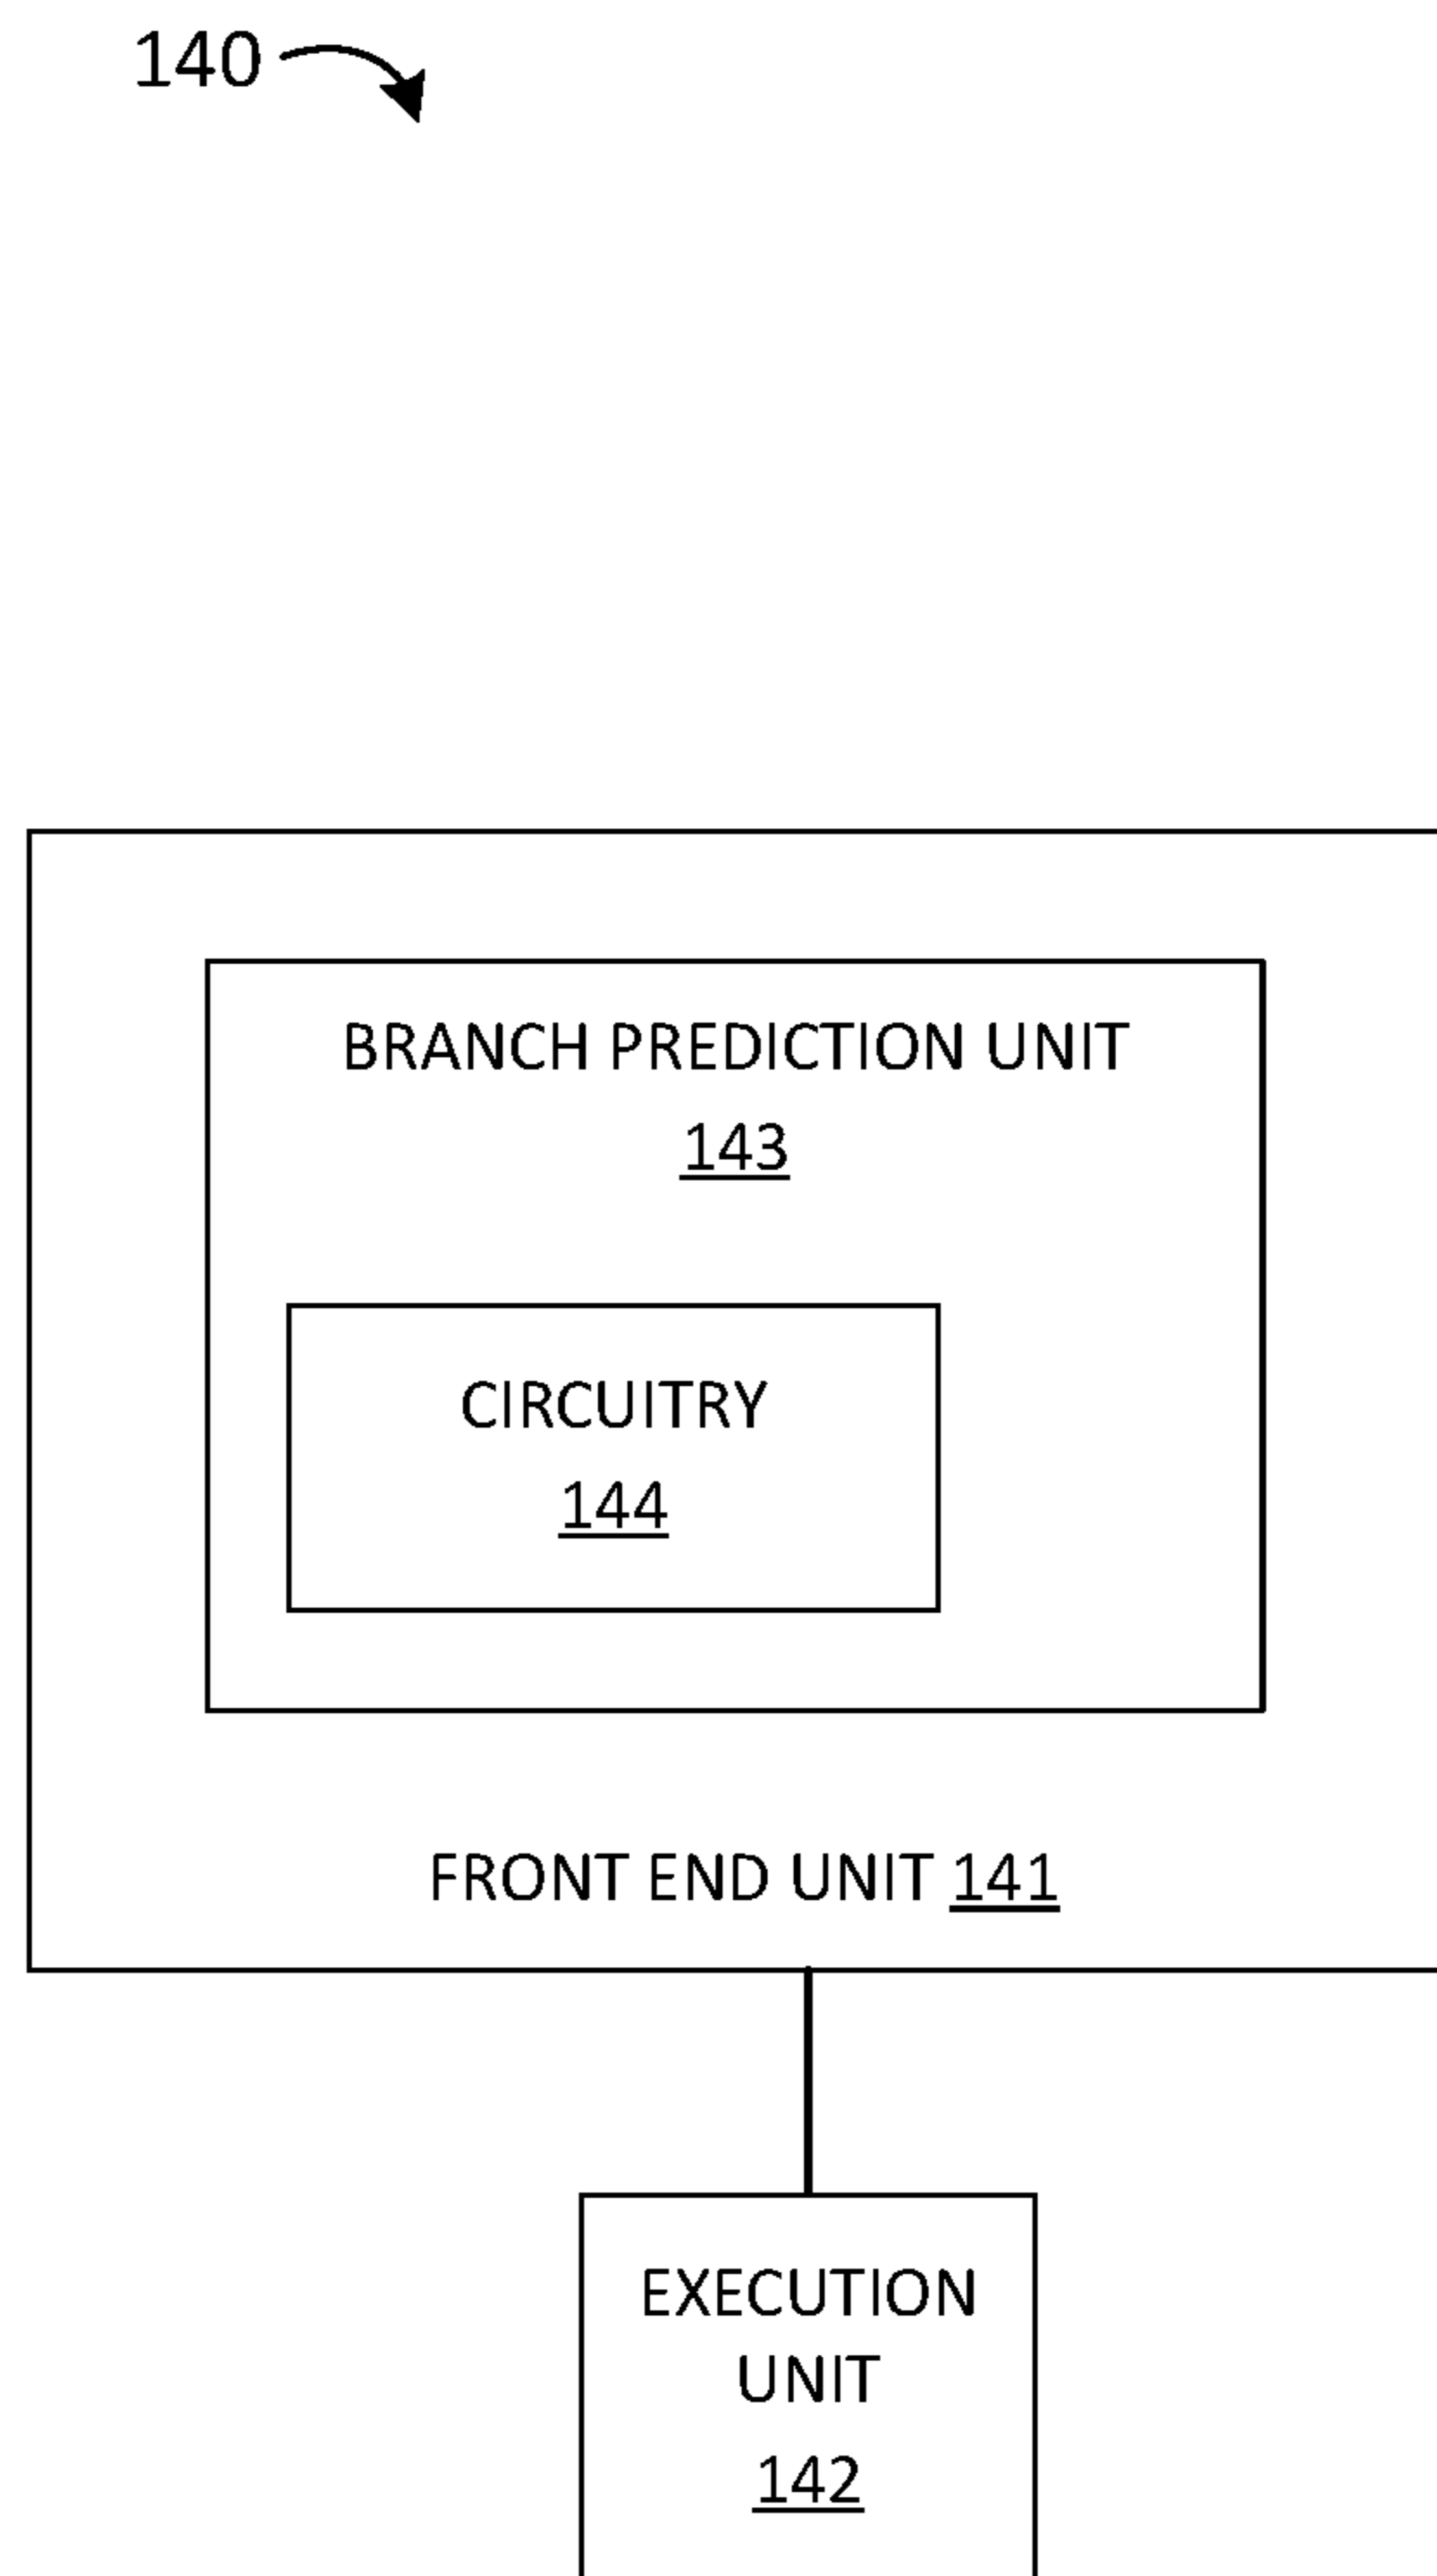 140
BRANCH PREDICTION UNIT
143
CIRCUITRY
144
FRONT END UNIT 141
EXECUTION
UNIT
142